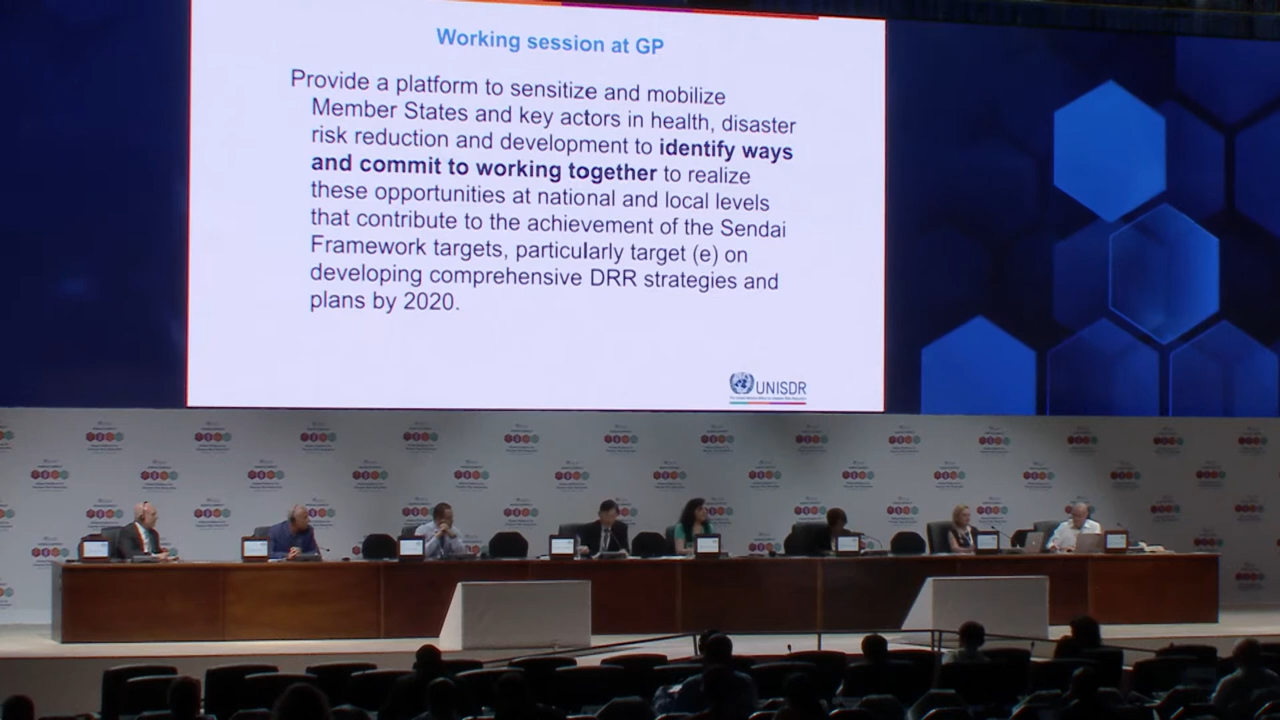 Working session at GP
Provide a platform to sensitize and mobilize
Member States and key actors in health, disaster
risk reduction and development to identify ways
and commit to working together to realize
these opportunities at national and local levels
that contribute to the achievement of the Sendai
Framework targets, particularly target (e) on
developing comprehensive DRR strategies and
plans by 2020.
UNISDR